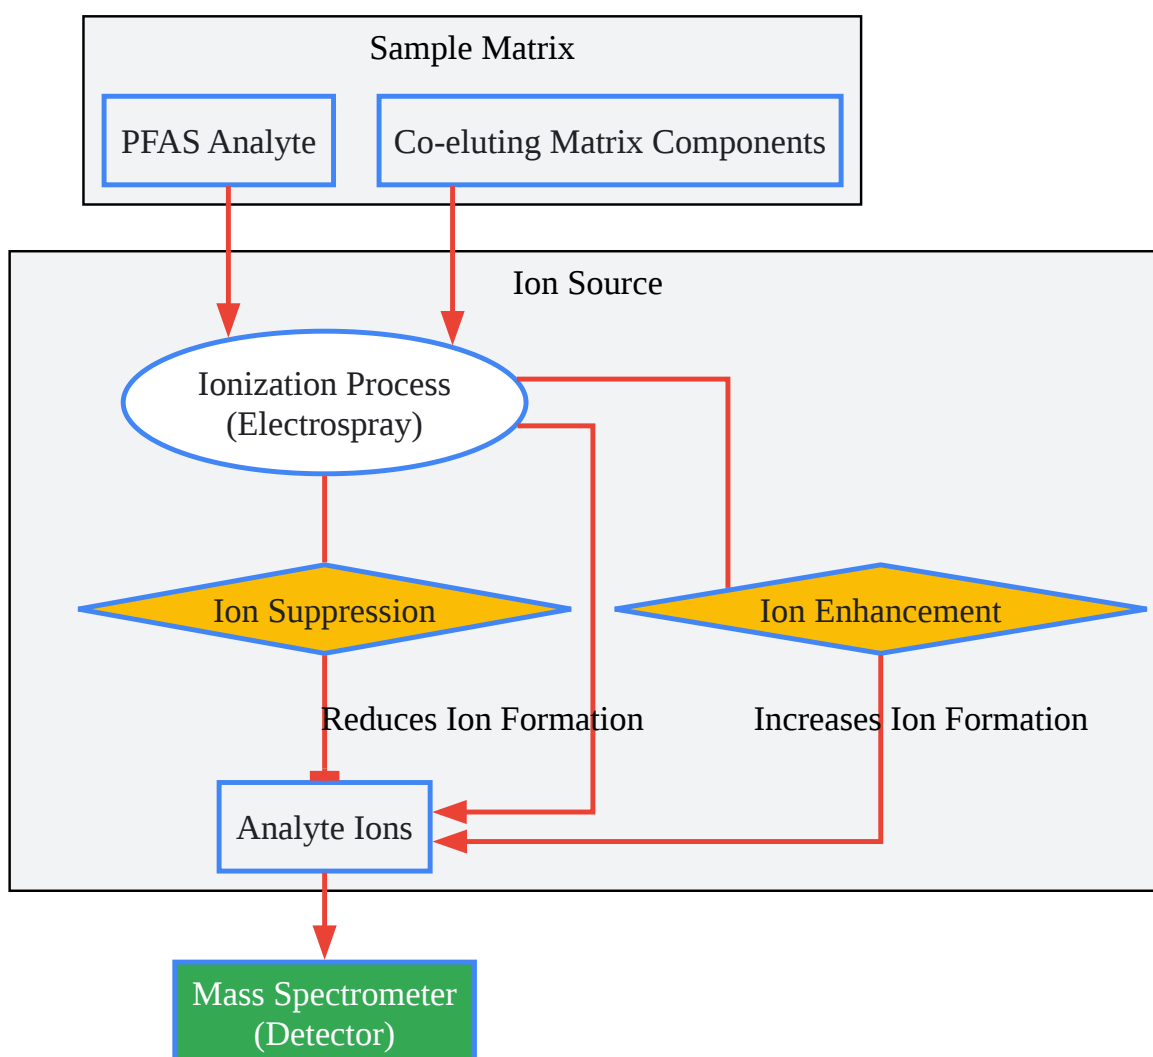 Sample Matrix
PFAS Analyte
Co-eluting Matrix Components
Ion Source
Ionization Process
(Electrospray)
Ion Suppression
Ion Enhancement
Reduces Ion Formation
Increases Ion Formation
Analyte Ions
Mass Spectrometer
(Detector)